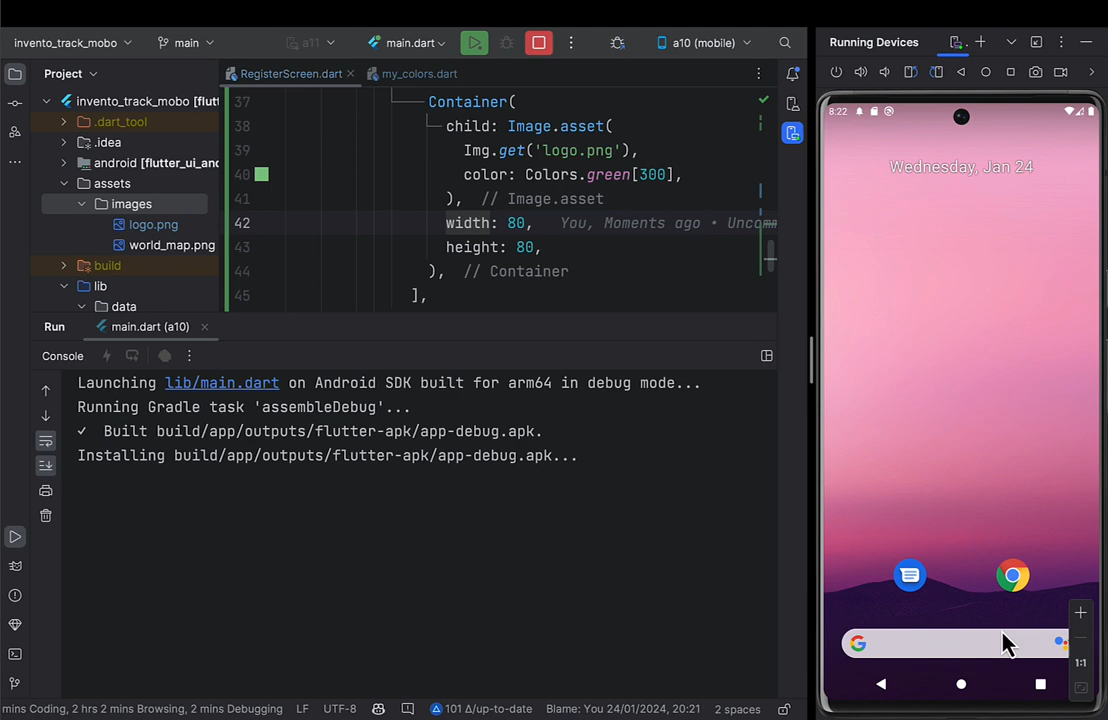 invento_track_mobo
main
a11
main.dart
a10 (mobile)
Running Devices
Project
RegisterScreen.dart
my_colors.dart
invento_track_mobo [flutt
.dart_tool
.idea
android [flutter_ui_anc
assets
images
logo.png
world_map.png
build
lib
data
37 Container(
38 child: Image.asset(
39 Img.get('logo.png'),
40 color: Colors.green[300],
41 ), // Image.asset
42 width: 80, You, Moments ago • Uncomm
43 height: 80,
44 ), // Container
45 ],
Run
main.dart (a10)
Console
Launching lib/main.dart on Android SDK built for arm64 in debug mode...
Running Gradle task 'assembleDebug'...
✓ Built build/app/outputs/flutter-apk/app-debug.apk.
Installing build/app/outputs/flutter-apk/app-debug.apk...
mins Coding, 2 hrs 2 mins Browsing, 2 mins Debugging
LF
UTF-8
101 Δ/up-to-date
Blame: You 24/01/2024, 20:21
2 spaces
8:22
Wednesday, Jan 24
G
1:1